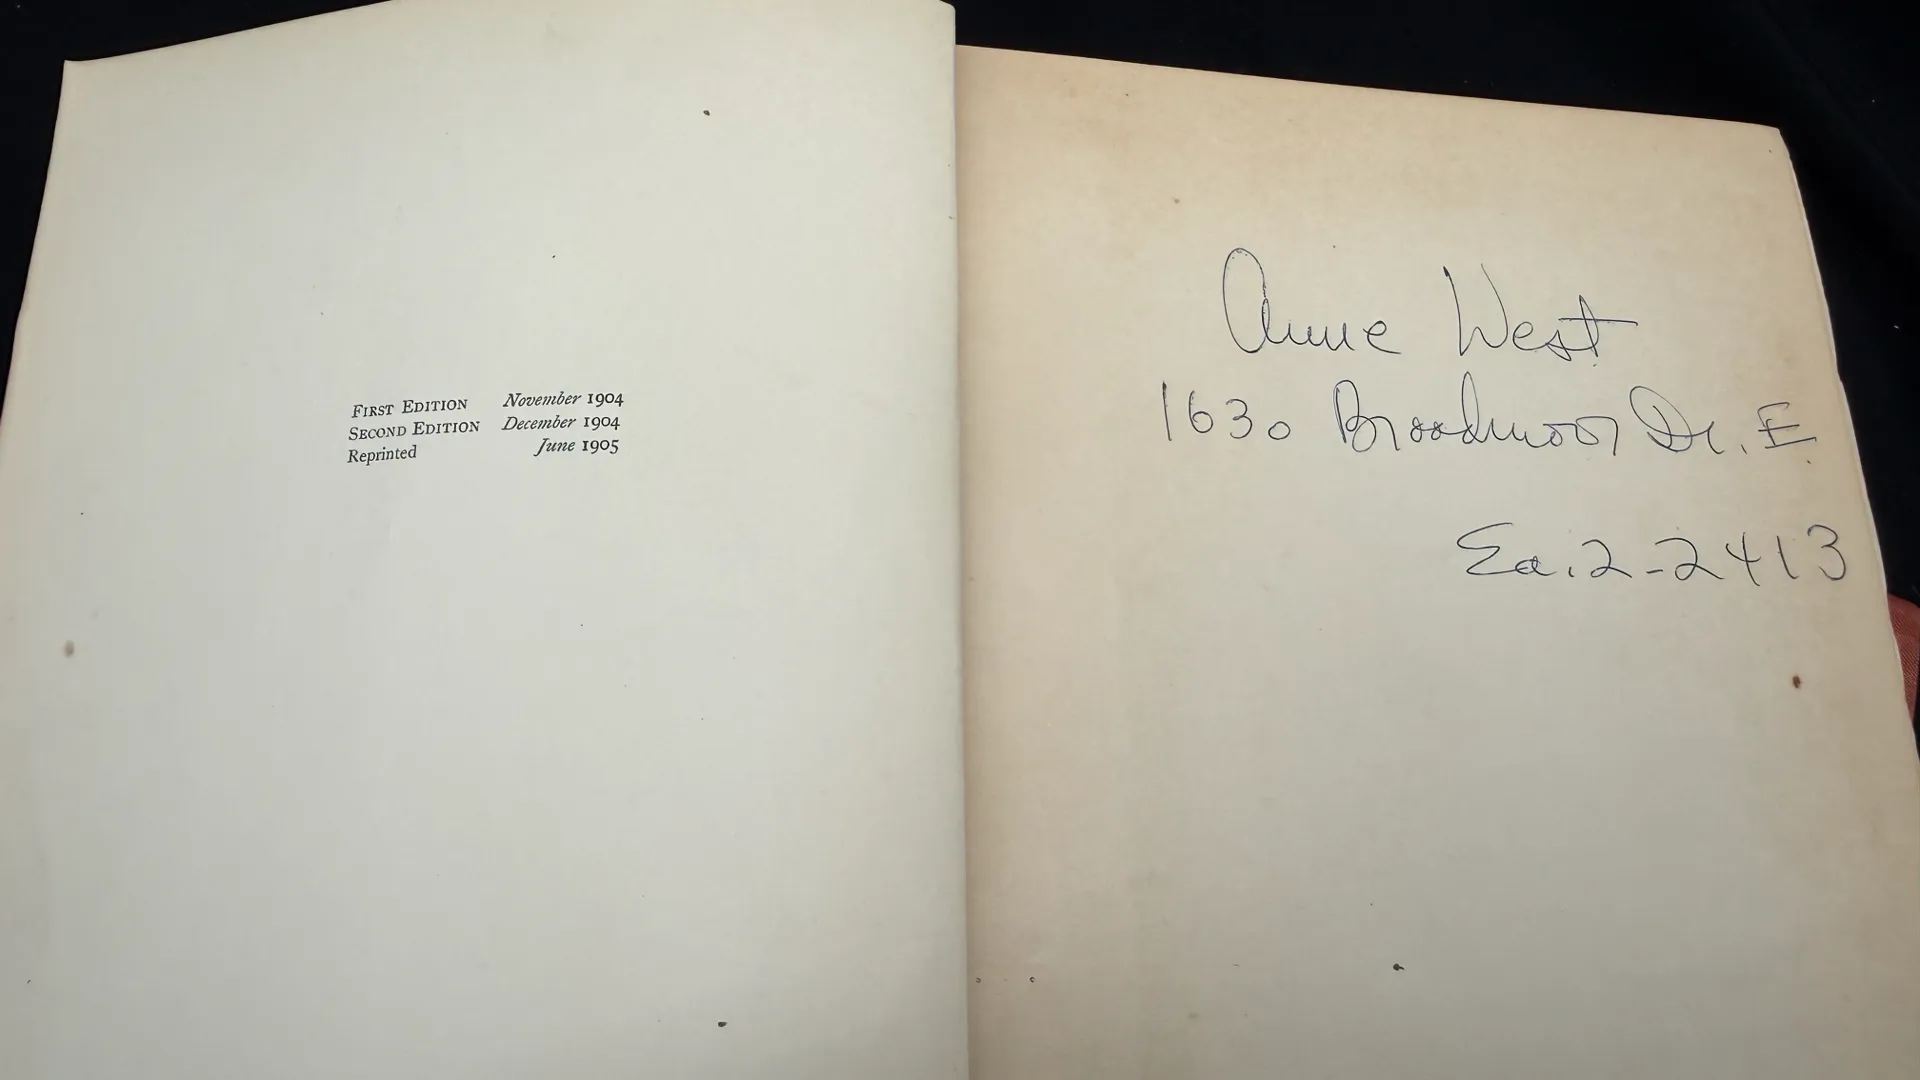 FIRST EDITION November 1904
SECOND EDITION December 1904
Reprinted June 1905
Anne West
1630 Broadmoor Dr. E.
Ea. 2-2413